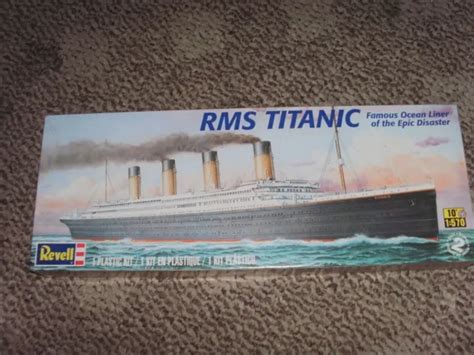 RMS TITANIC
Famous Ocean Liner
of the Epic Disaster
10+
1:570
Revell
1 PLASTIC KIT / 1 KIT EN PLASTIQUE / 1 KIT PLÁSTICO
2